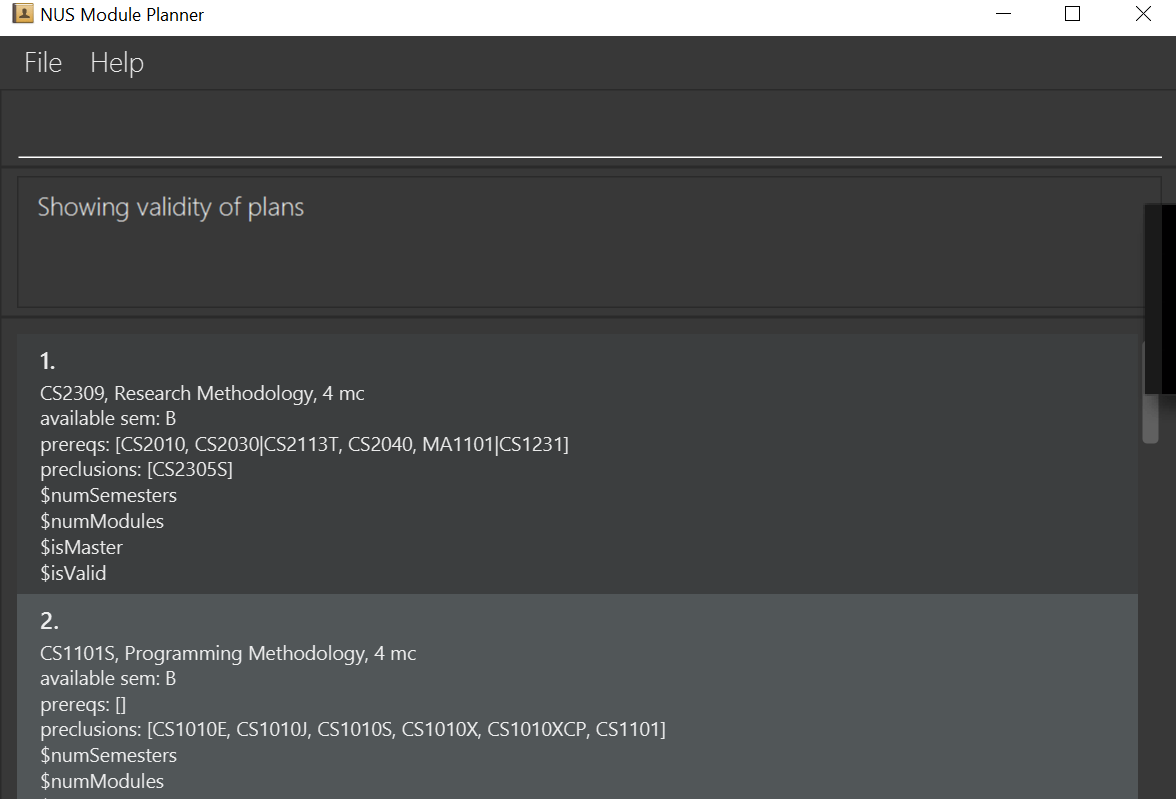 NUS Module Planner
File Help
Showing validity of plans
1.
CS2309, Research Methodology, 4 mc
available sem: B
prereqs: [CS2010, CS2030|CS2113T, CS2040, MA1101|CS1231]
preclusions: [CS2305S]
$numSemesters
$numModules
$isMaster
$isValid
2.
CS1101S, Programming Methodology, 4 mc
available sem: B
prereqs: []
preclusions: [CS1010E, CS1010J, CS1010S, CS1010X, CS1010XCP, CS1101]
$numSemesters
$numModules